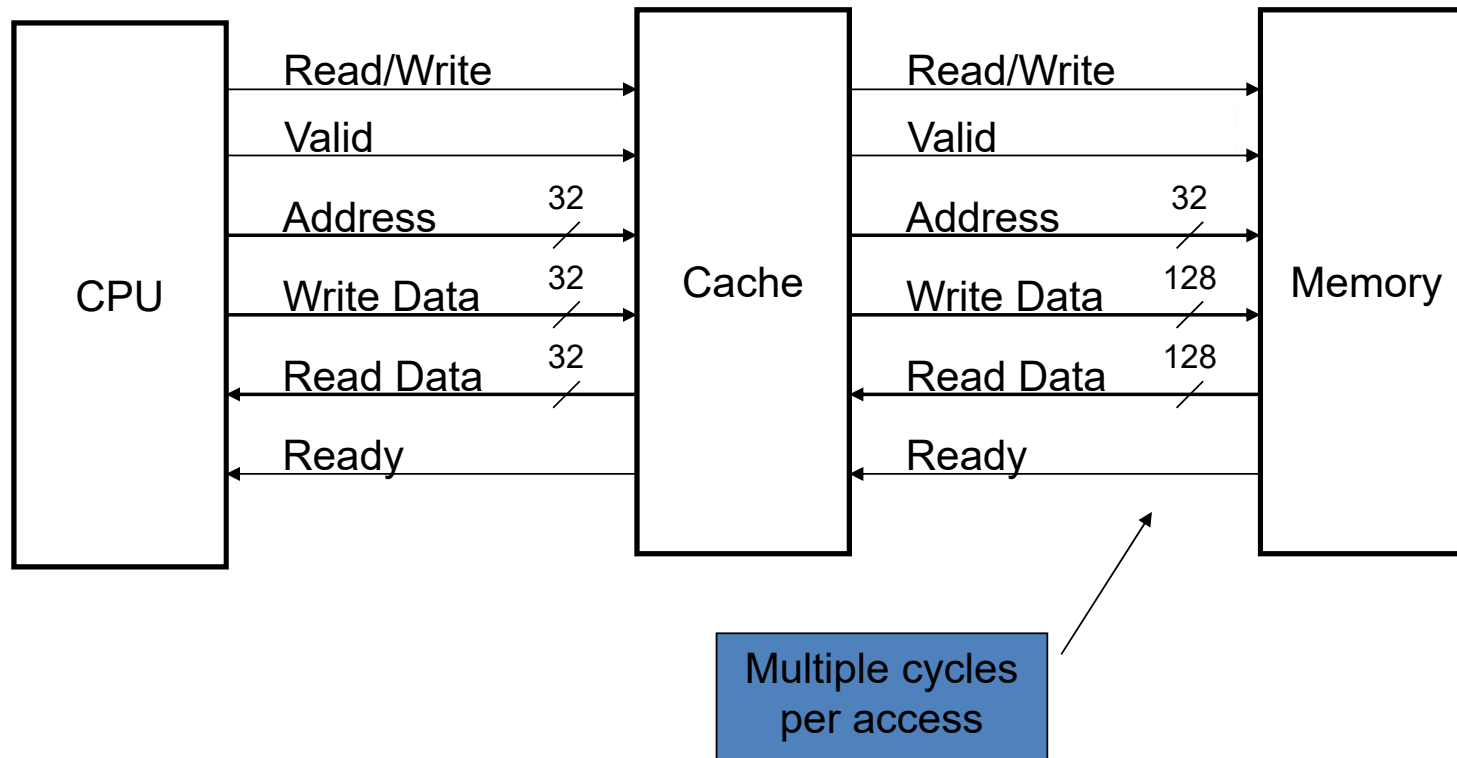 Read/Write
Valid
Address 32
Write Data 32
Read Data 32
Ready
CPU
Cache
Read/Write
Valid
Address 32
Write Data 128
Read Data 128
Ready
Memory
Multiple cycles
per access